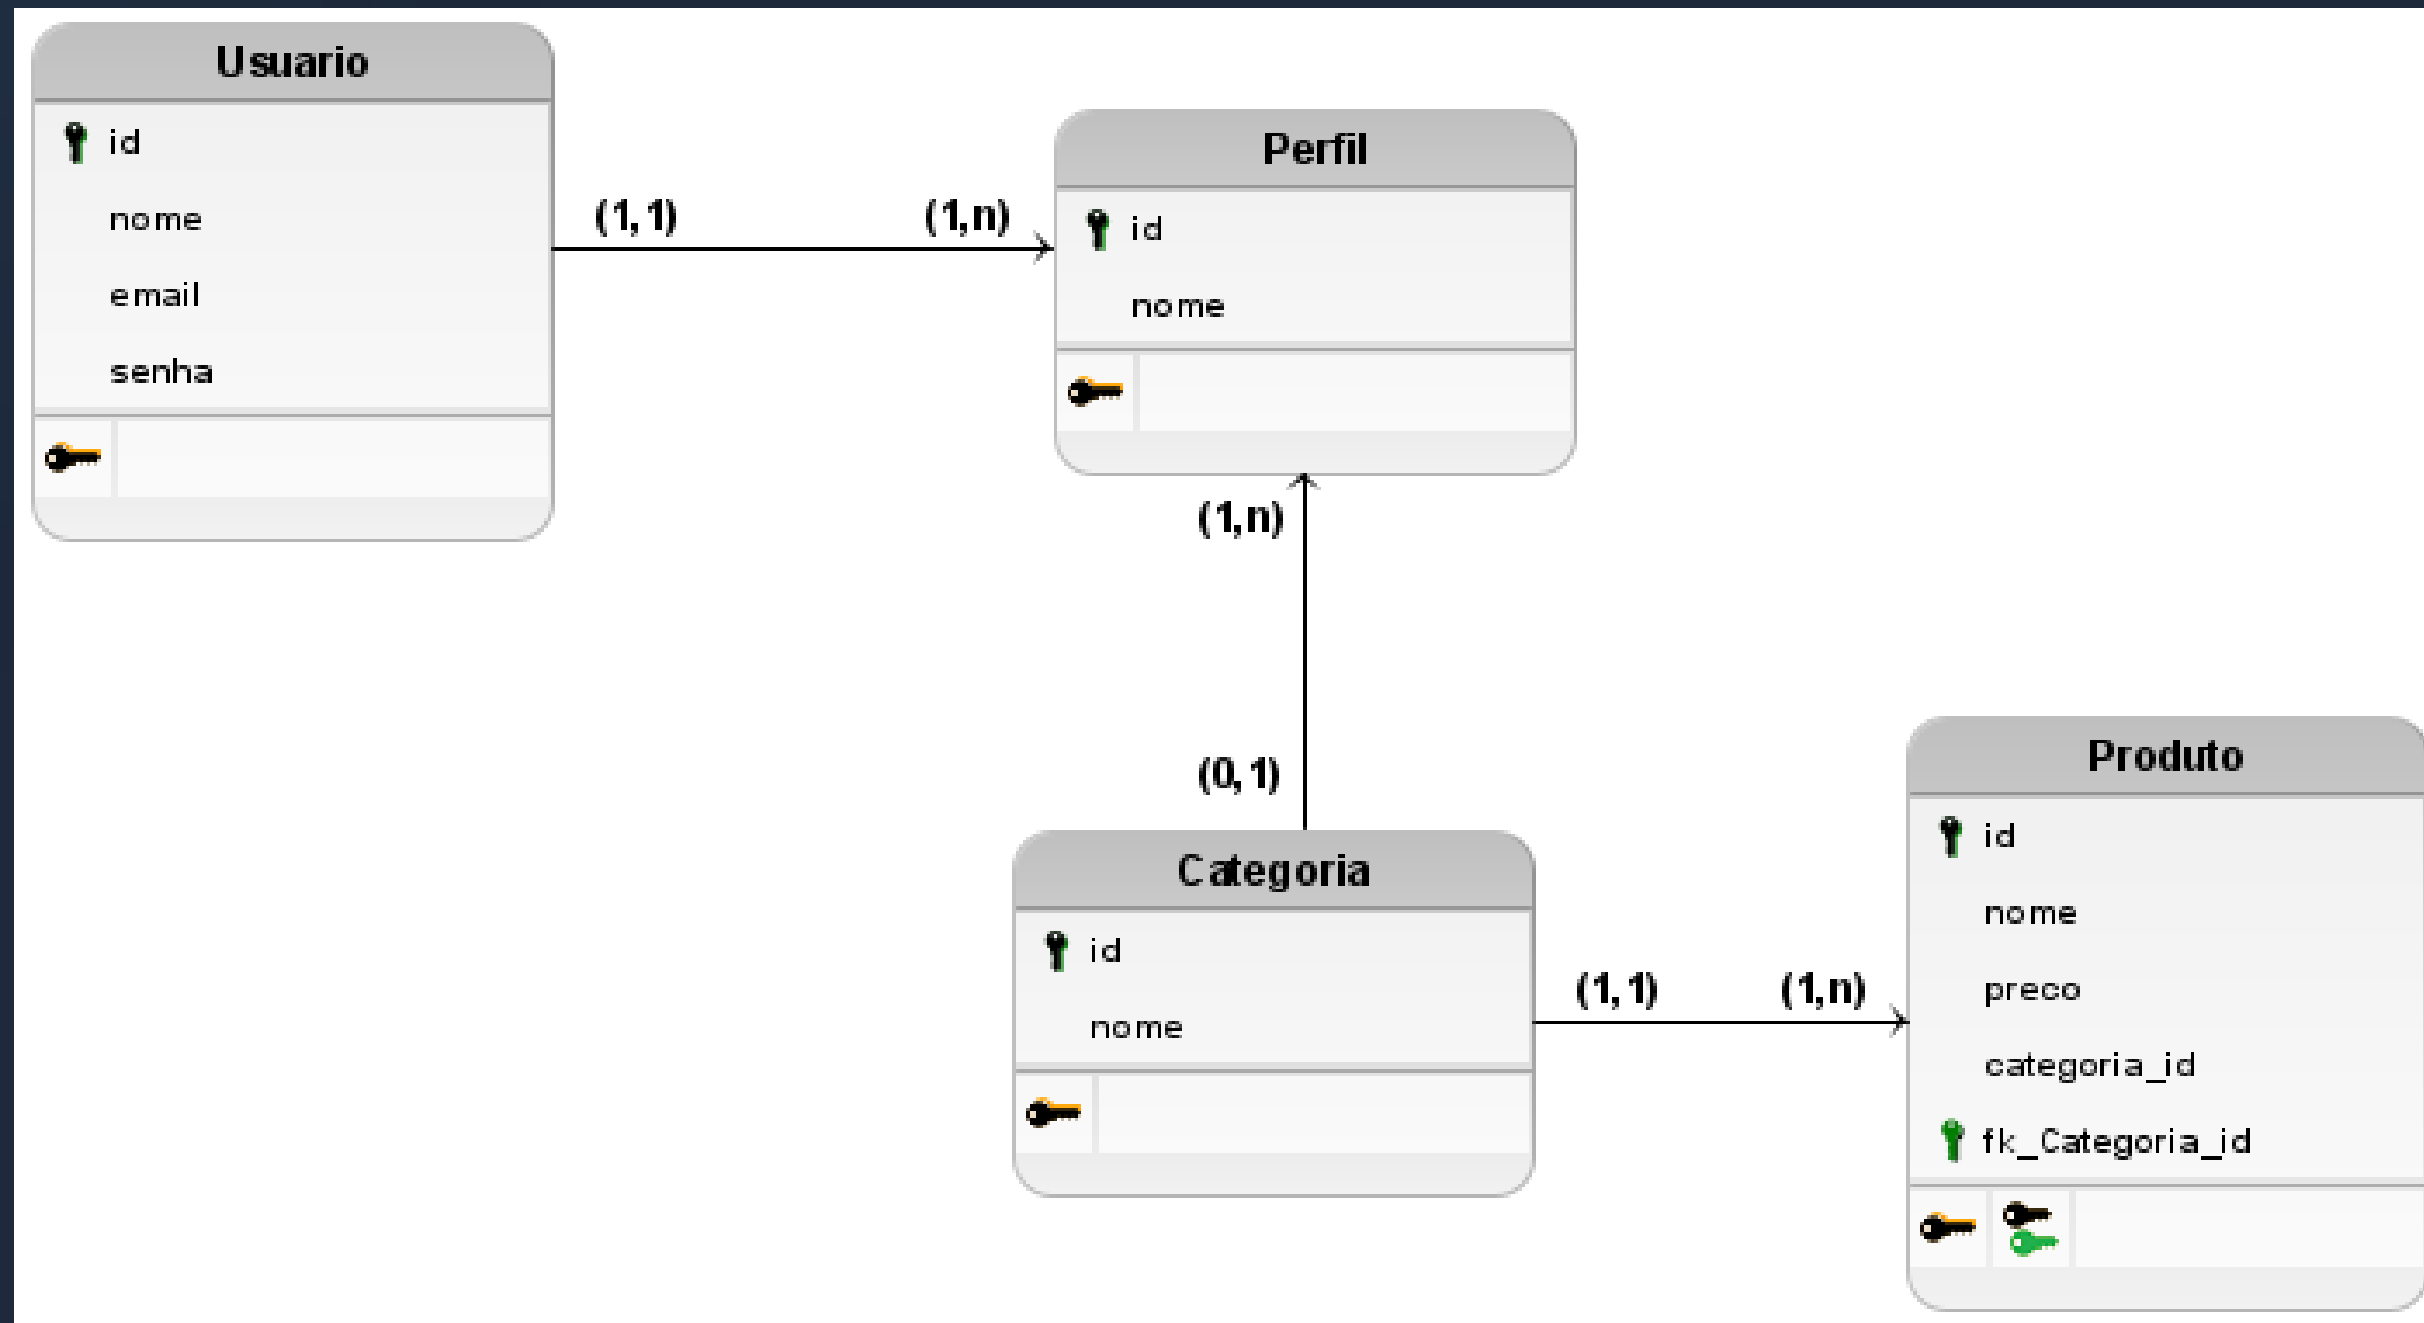 Usuario
id
nome
email
senha
(1,1)
(1,n)
Perfil
id
nome
(1,n)
(0,1)
Categoria
id
nome
(1,1)
(1,n)
Produto
id
nome
preco
categoria_id
fk_Categoria_id